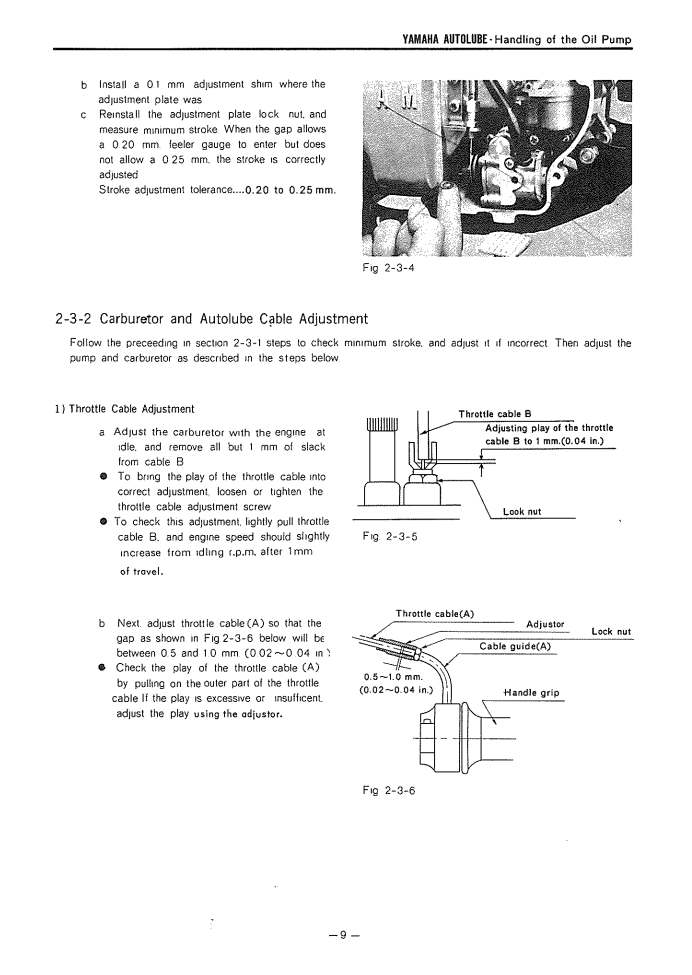 YAMAHA AUTOLUBE - Handling of the Oil Pump
b Install a 0 1 mm adjustment shim where the
adjustment plate was
c Reinstall the adjustment plate lock nut, and
measure minimum stroke When the gap allows
a 0 20 mm feeler gauge to enter but does
not allow a 0 25 mm, the stroke is correctly
adjusted
Stroke adjustment tolerance....0.20 to 0.25 mm.
Fig 2-3-4
2-3-2 Carburetor and Autolube Cable Adjustment
Follow the preceeding in section 2-3-1 steps to check minimum stroke, and adjust it if incorrect Then adjust the
pump and carburetor as described in the steps below
1) Throttle Cable Adjustment
a Adjust the carburetor with the engine at
idle, and remove all but 1 mm of slack
from cable B
● To bring the play of the throttle cable into
correct adjustment, loosen or tighten the
throttle cable adjustment screw
● To check this adjustment, lightly pull throttle
cable B, and engine speed should slightly
increase from idling r.p.m. after 1mm
of travel.
Throttle cable B
Adjusting play of the throttle
cable B to 1 mm.(0.04 in.)
Look nut
Fig 2-3-5
b Next adjust throttle cable (A) so that the
gap as shown in Fig 2-3-6 below will be
between 0 5 and 1 0 mm (0 02~0 04 in)
● Check the play of the throttle cable (A)
by pulling on the outer part of the throttle
cable If the play is excessive or insufficent,
adjust the play using the adjustor.
Throttle cable(A)
Adjustor
Lock nut
Cable guide(A)
0.5~1.0 mm.
(0.02~0.04 in.)
Handle grip
Fig 2-3-6
— 9 —